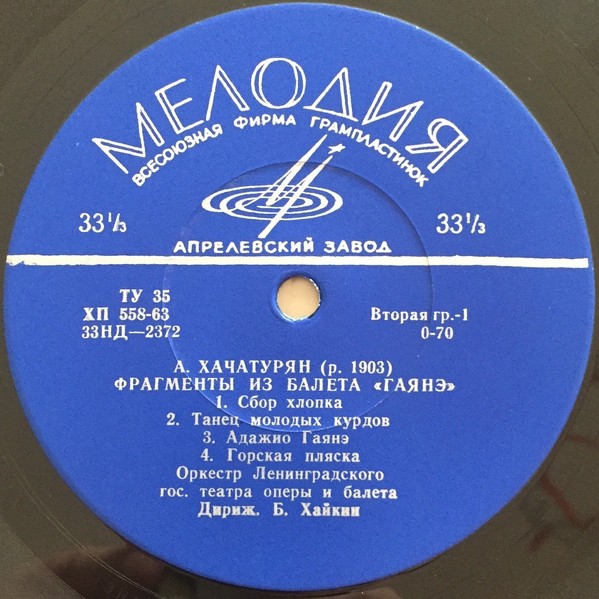 МЕЛОДИЯ
ВСЕСОЮЗНАЯ ФИРМА ГРАМПЛАСТИНОК
33⅓ 33⅓
АПРЕЛЕВСКИЙ ЗАВОД
ТУ 35
ХП 558-63
33НД—2372
Вторая гр.-1
0-70
А. ХАЧАТУРЯН (р. 1903)
ФРАГМЕНТЫ ИЗ БАЛЕТА «ГАЯНЭ»
1. Сбор хлопка
2. Танец молодых курдов
3. Адажио Гаянэ
4. Горская пляска
Оркестр Ленинградского
гос. театра оперы и балета
Дириж. Б. Хайкин